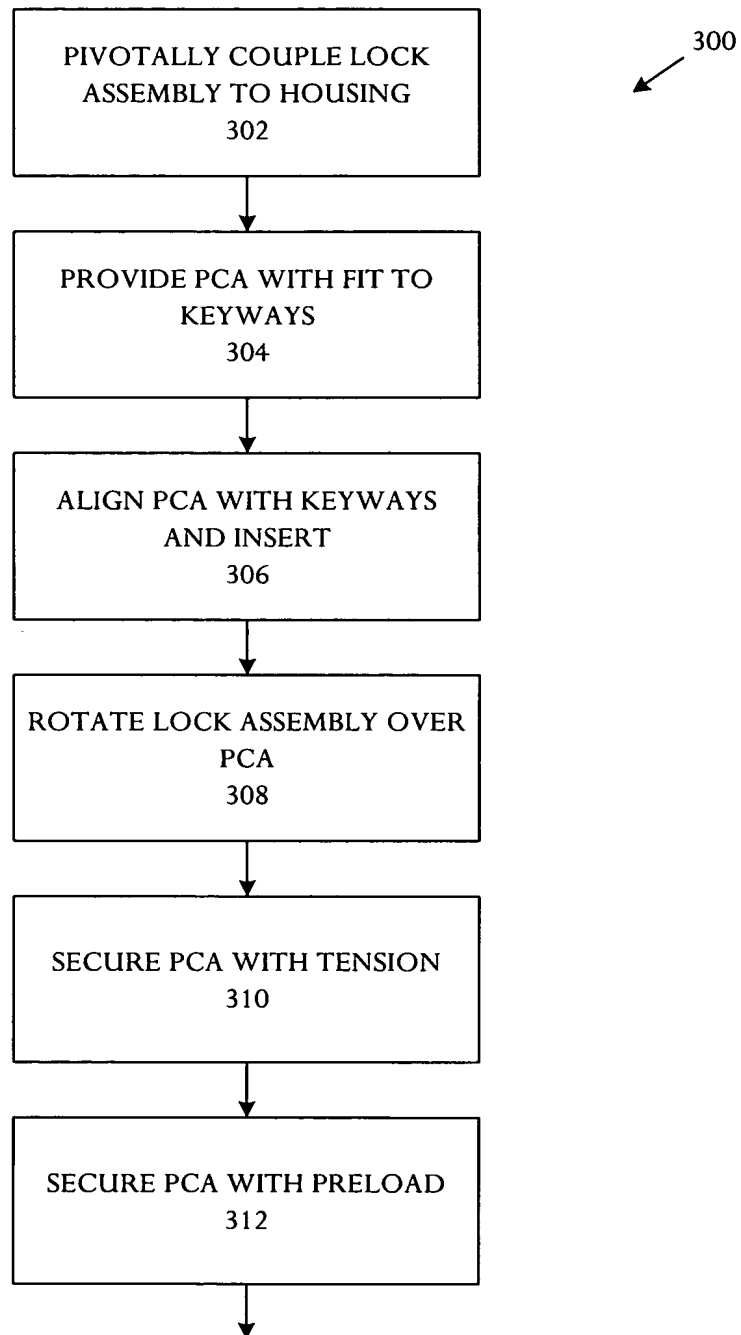 PIVOTALLY COUPLE LOCK
ASSEMBLY TO HOUSING
302
300
PROVIDE PCA WITH FIT TO
KEYWAYS
304
ALIGN PCA WITH KEYWAYS
AND INSERT
306
ROTATE LOCK ASSEMBLY OVER
PCA
308
SECURE PCA WITH TENSION
310
SECURE PCA WITH PRELOAD
312